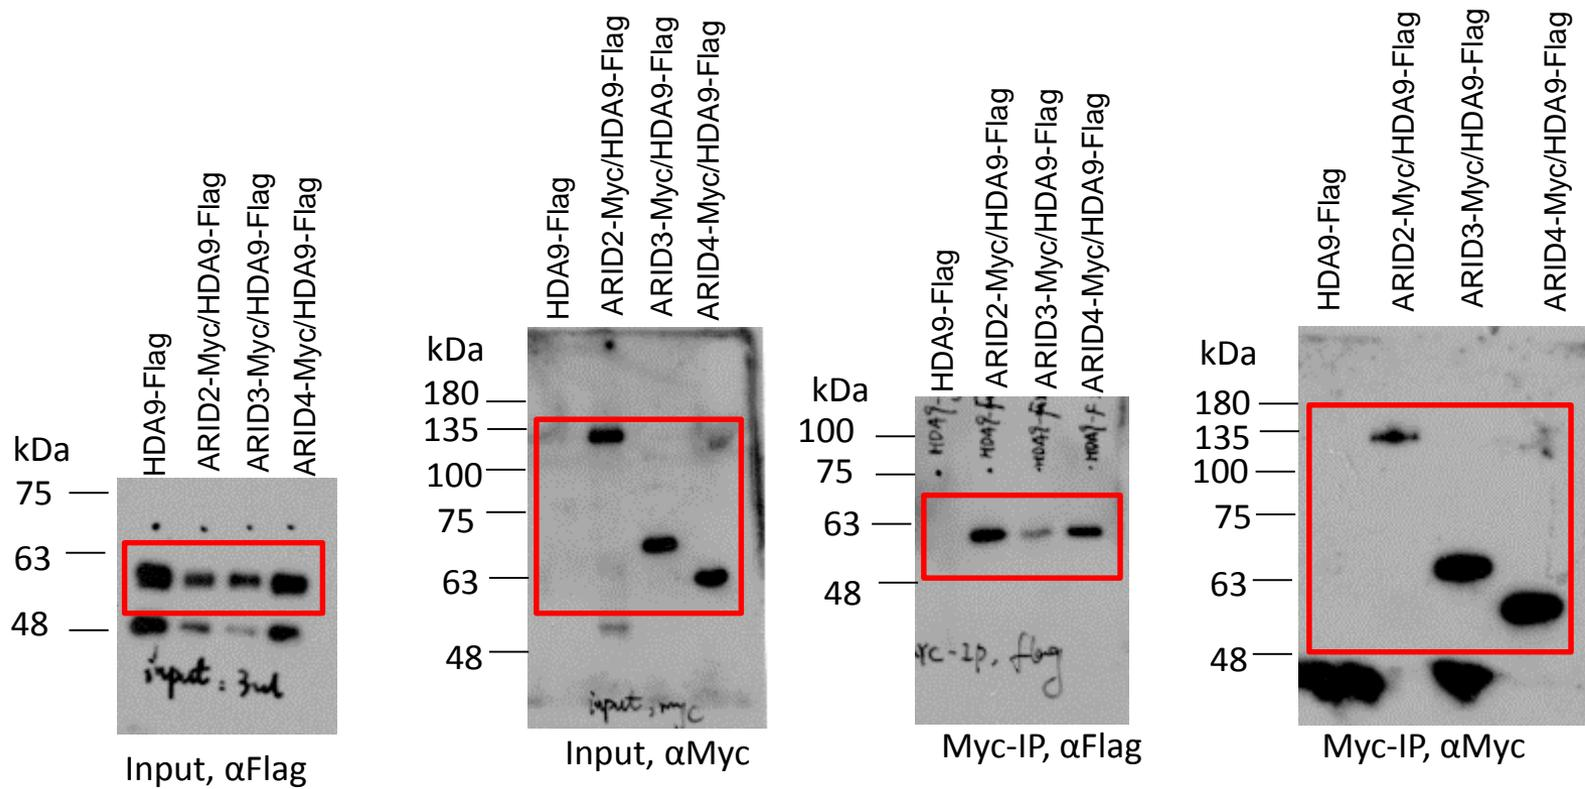 HDA9-Flag
ARID2-Myc/HDA9-Flag
ARID3-Myc/HDA9-Flag
ARID4-Myc/HDA9-Flag
kDa
75
63
48
input: 3ul
Input, αFlag
HDA9-Flag
ARID2-Myc/HDA9-Flag
ARID3-Myc/HDA9-Flag
ARID4-Myc/HDA9-Flag
kDa
180
135
100
75
63
48
input, myc
Input, αMyc
HDA9-Flag
ARID2-Myc/HDA9-Flag
ARID3-Myc/HDA9-Flag
ARID4-Myc/HDA9-Flag
kDa
100
75
63
48
HDA9-
HDA9-F
HDA9-
HDA9-F
yc-IP, flag
Myc-IP, αFlag
HDA9-Flag
ARID2-Myc/HDA9-Flag
ARID3-Myc/HDA9-Flag
ARID4-Myc/HDA9-Flag
kDa
180
135
100
75
63
48
Myc-IP, αMyc